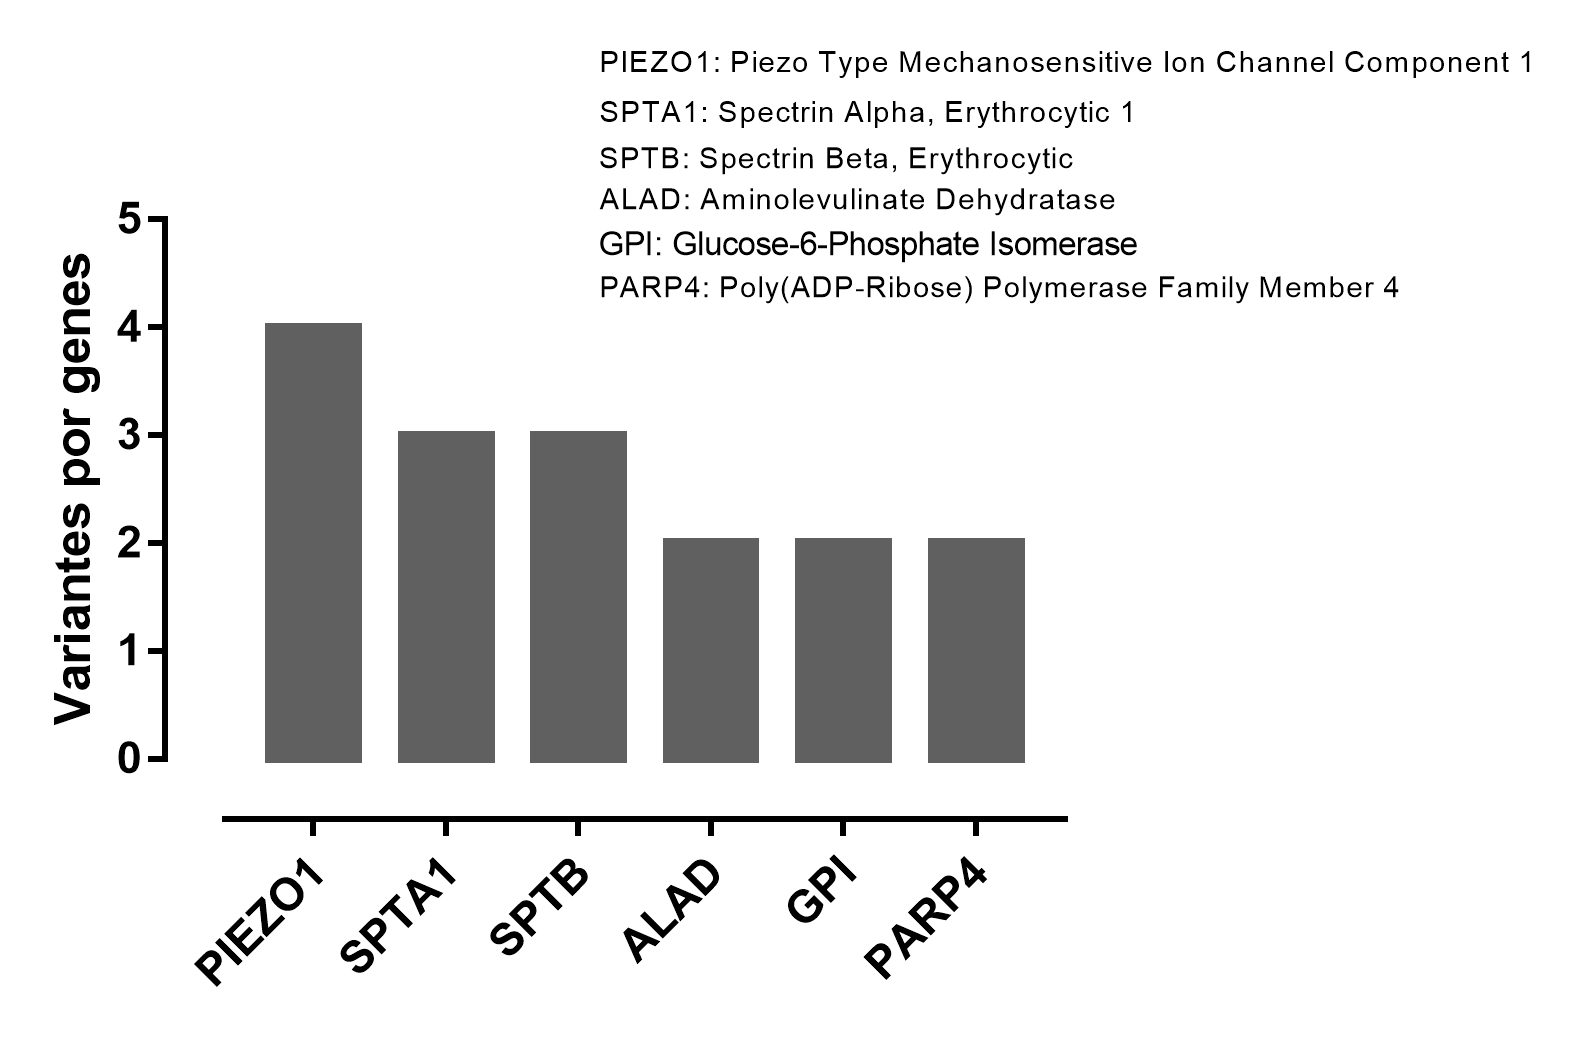 PIEZO1: Piezo Type Mechanosensitive Ion Channel Component 1
SPTA1: Spectrin Alpha, Erythrocytic 1
SPTB: Spectrin Beta, Erythrocytic
ALAD: Aminolevulinate Dehydratase
GPI: Glucose-6-Phosphate Isomerase
PARP4: Poly(ADP-Ribose) Polymerase Family Member 4
Variantes por genes
5
4
3
2
1
0
PIEZO1
SPTA1
SPTB
ALAD
GPI
PARP4